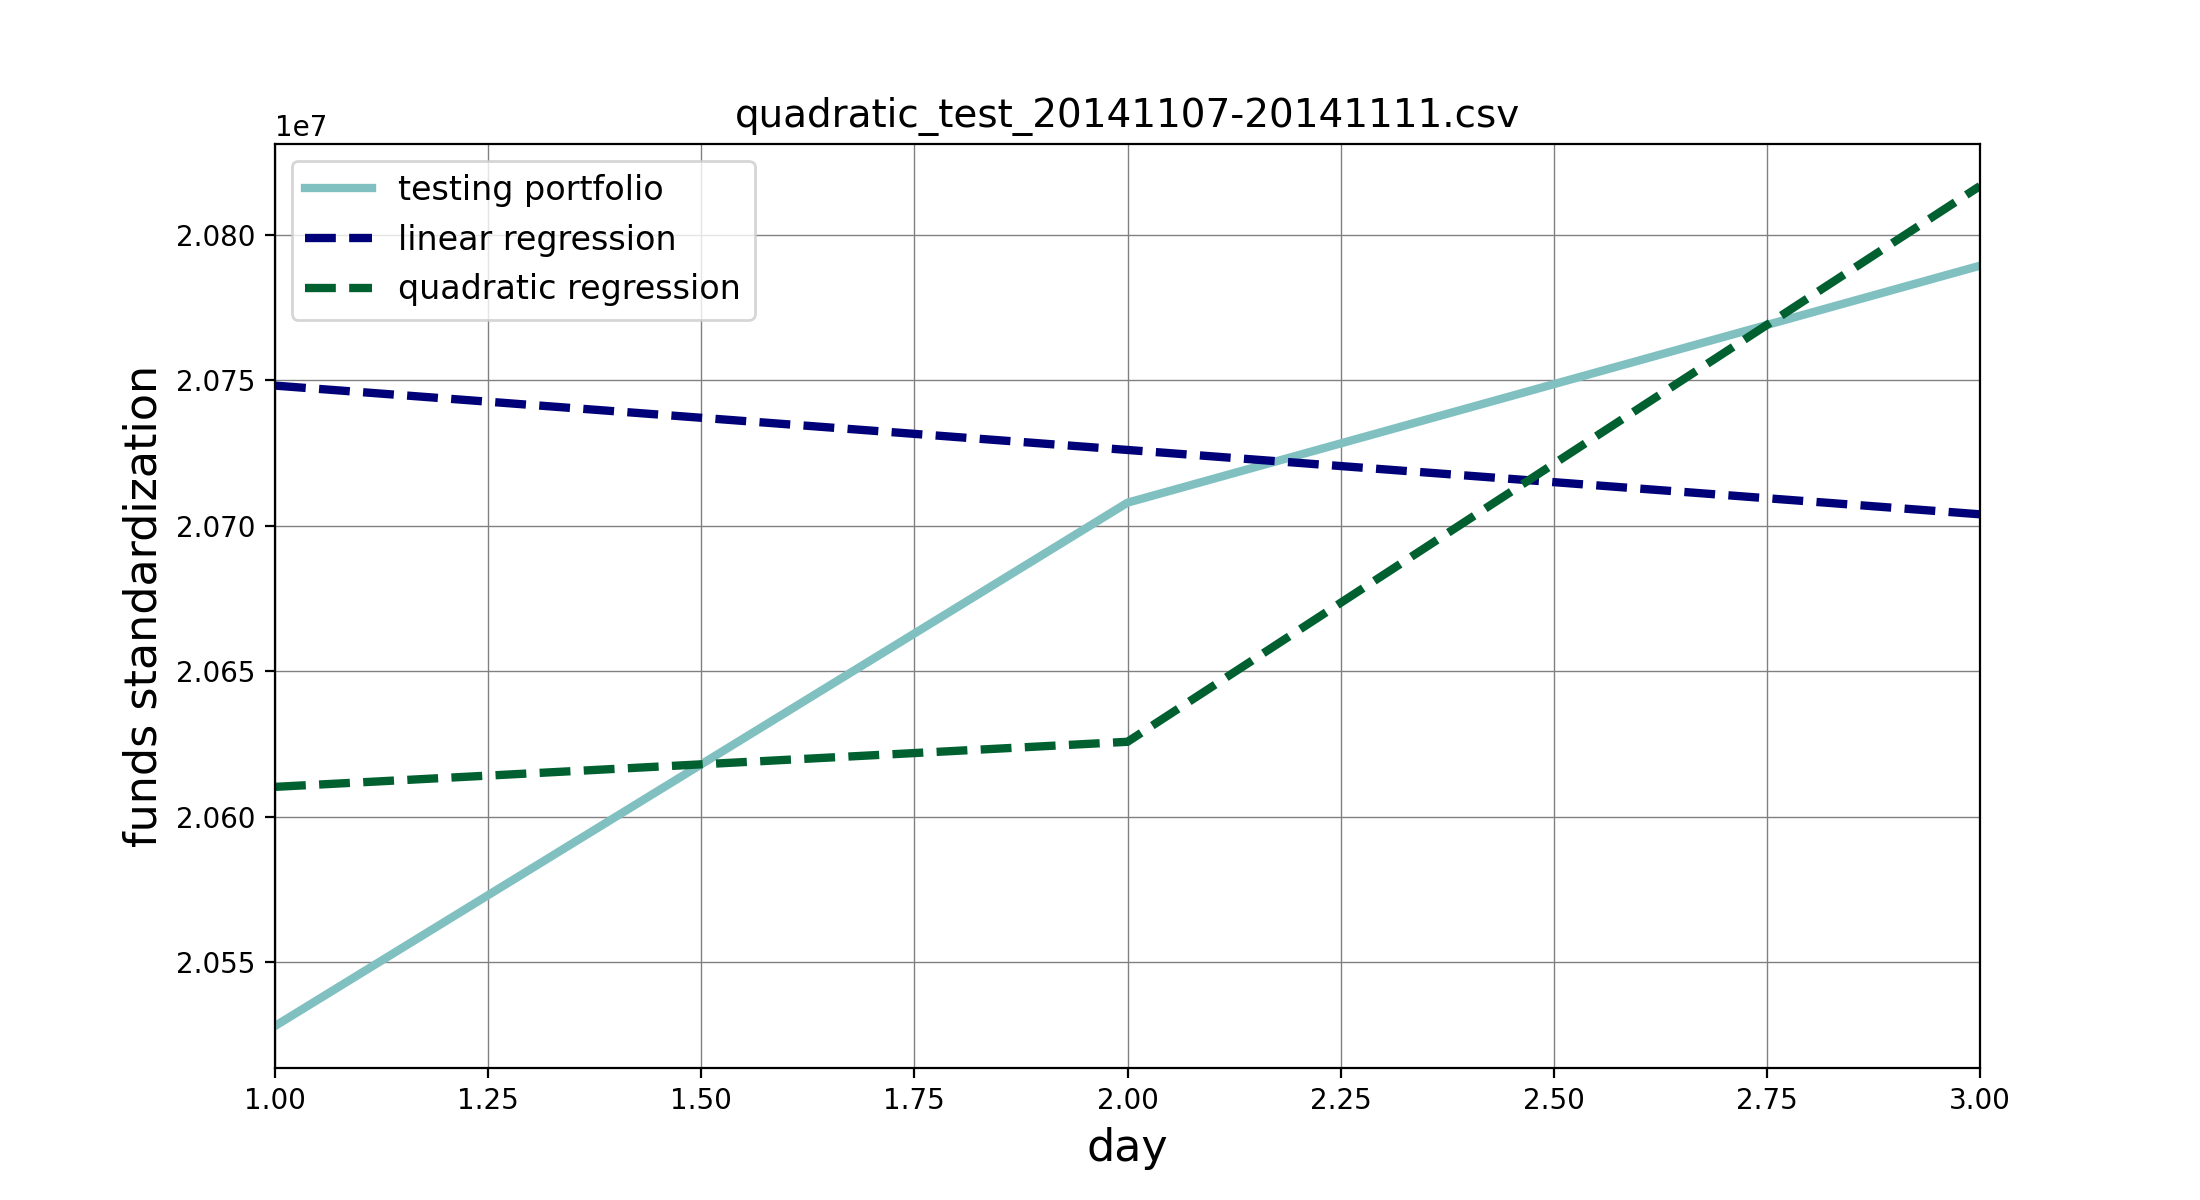 quadratic_test_20141107-20141111.csv
1e7
testing portfolio
linear regression
quadratic regression
funds standardization
2.080
2.075
2.070
2.065
2.060
2.055
1.00 1.25 1.50 1.75 2.00 2.25 2.50 2.75 3.00
day